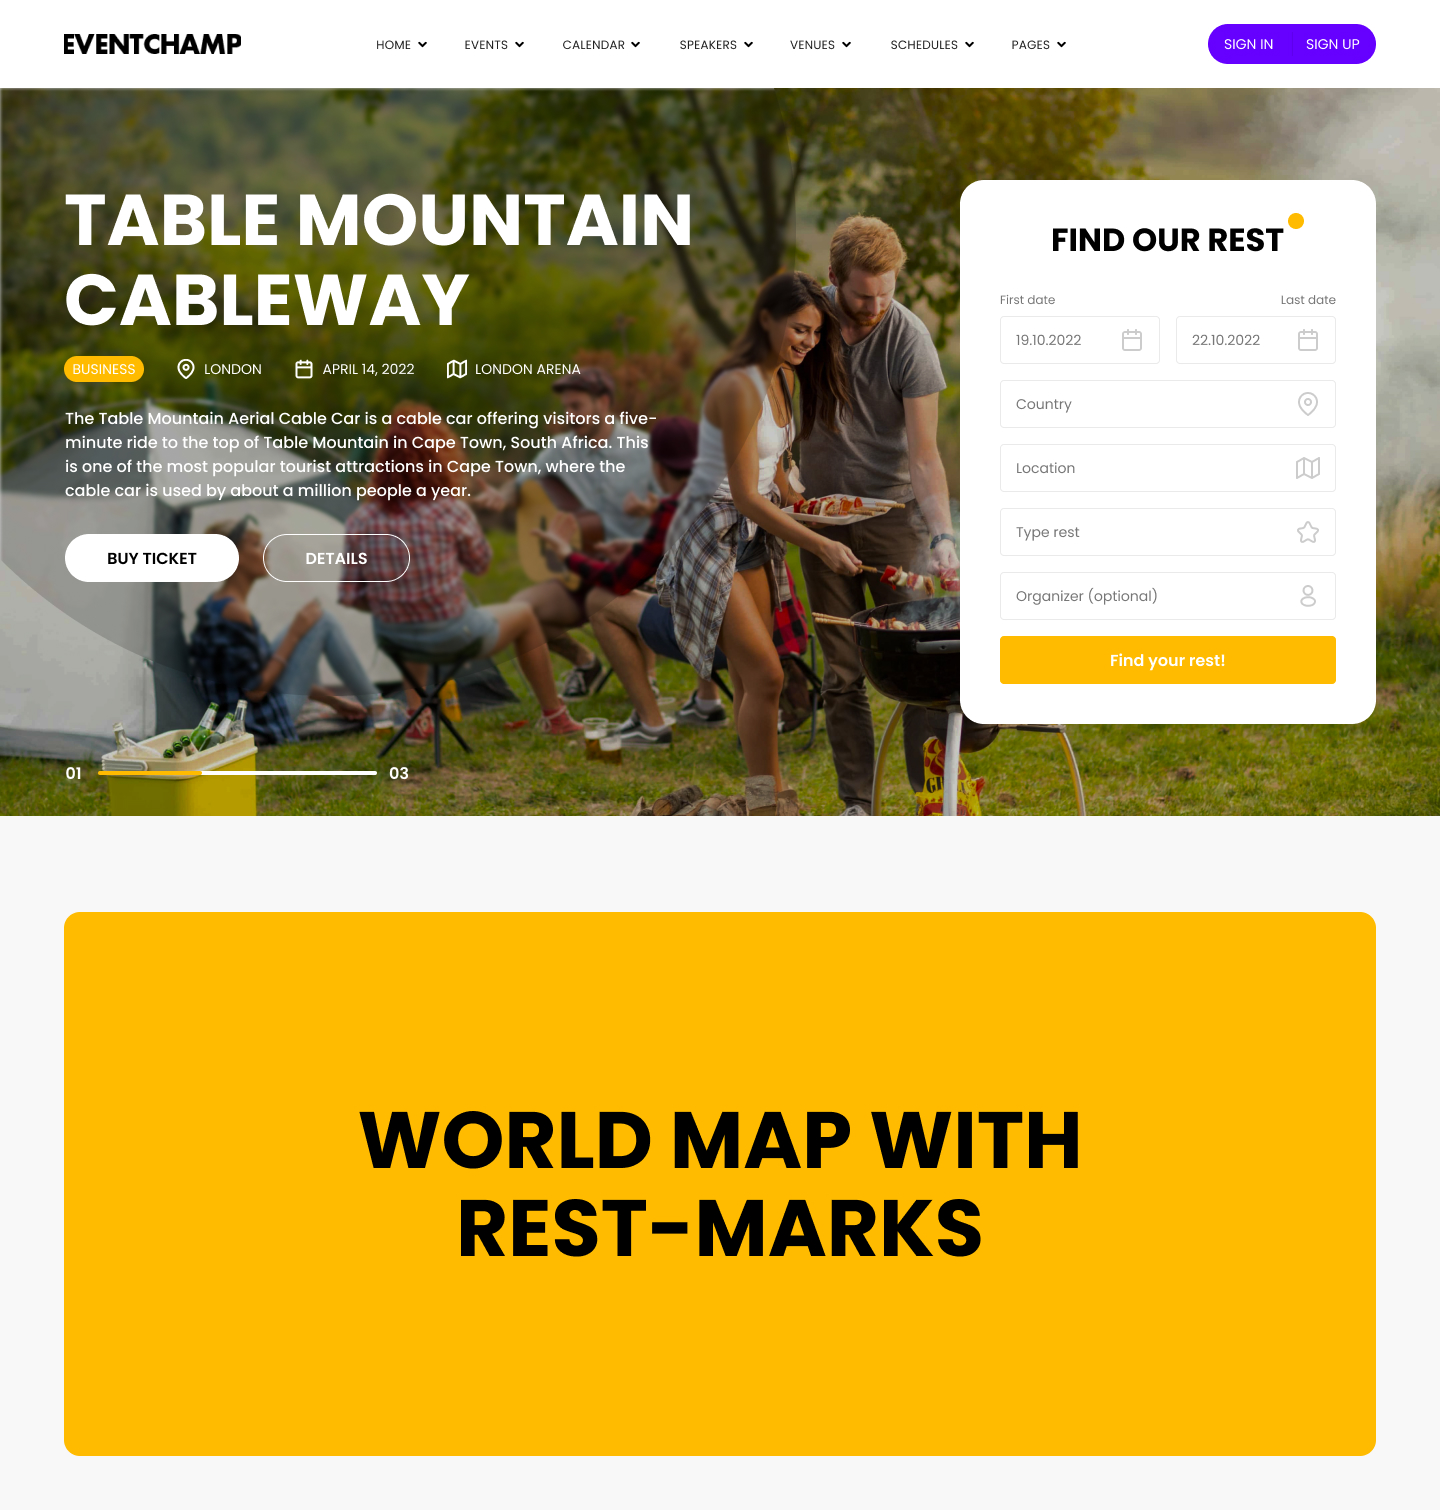 EVENTCHAMP
HOME
EVENTS
CALENDAR
SPEAKERS
VENUES
SCHEDULES
PAGES
SIGN IN
SIGN UP
TABLE MOUNTAIN
CABLEWAY
BUSINESS
LONDON
APRIL 14, 2022
LONDON ARENA
The Table Mountain Aerial Cable Car is a cable car offering visitors a five-
minute ride to the top of Table Mountain in Cape Town, South Africa. This
is one of the most popular tourist attractions in Cape Town, where the
cable car is used by about a million people a year.
BUY TICKET
DETAILS
01
03
FIND OUR REST
First date
Last date
19.10.2022
22.10.2022
Country
Location
Type rest
Organizer (optional)
Find your rest!
WORLD MAP WITH
REST-MARKS